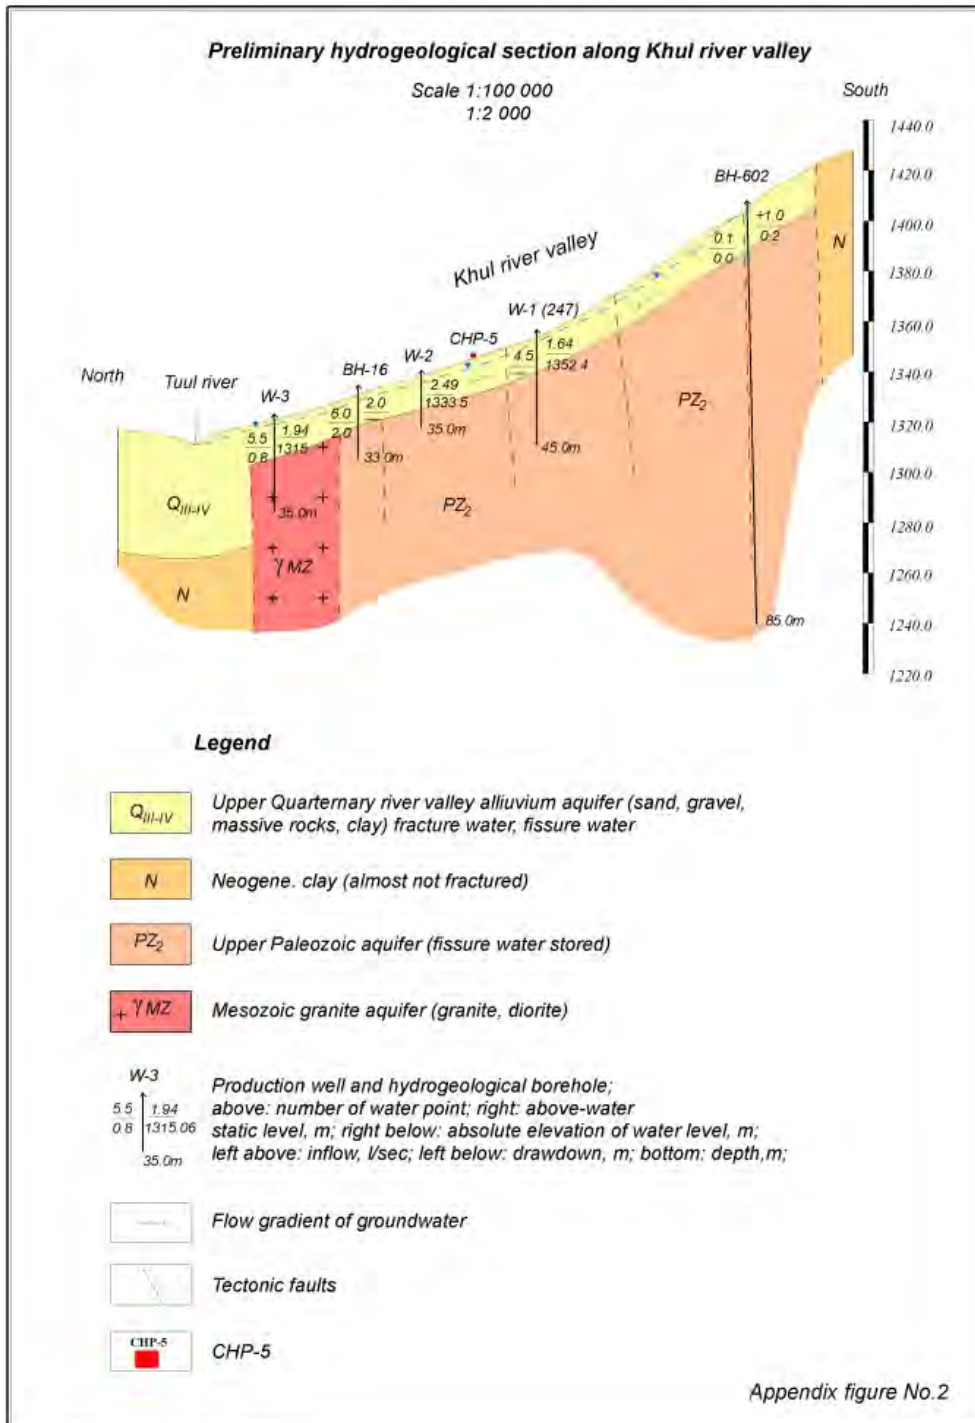 Preliminary hydrogeological section along Khul river valley
Scale 1:100 000
1:2 000
South
1440.0
1420.0
1400.0
1380.0
1360.0
1340.0
1320.0
1300.0
1280.0
1260.0
1240.0
1220.0
BH-602
0.1
0.0
+1.0
0.2
85.0m
N
Khul river valley
W-1 (247)
4.5
1.64
1352.4
45.0m
CHP-5
W-2
2.49
1333.5
35.0m
BH-16
6.0
2.0
2.0
33.0m
North
Tuul river
W-3
5.5
0.8
1.94
1315
35.0m
PZ2
PZ2
QIII-IV
N
γ MZ
Legend
QIII-IV
Upper Quarternary river valley alliuvium aquifer (sand, gravel,
massive rocks, clay) fracture water, fissure water
N
Neogene. clay (almost not fractured)
PZ2
Upper Paleozoic aquifer (fissure water stored)
+ γ MZ
Mesozoic granite aquifer (granite, diorite)
W-3
5.5
0.8
1.94
1315.06
35.0m
Production well and hydrogeological borehole;
above: number of water point; right: above-water
static level, m; right below: absolute elevation of water level, m;
left above: inflow, l/sec; left below: drawdown, m; bottom: depth,m;
Flow gradient of groundwater
Tectonic faults
CHP-5
CHP-5
Appendix figure No.2